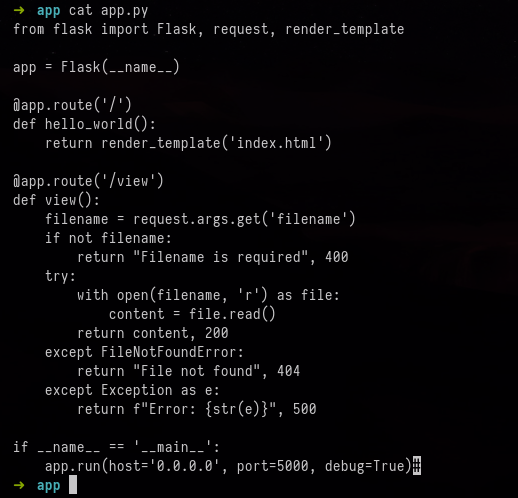 ➜ app cat app.py
from flask import Flask, request, render_template

app = Flask(__name__)

@app.route('/')
def hello_world():
    return render_template('index.html')

@app.route('/view')
def view():
    filename = request.args.get('filename')
    if not filename:
        return "Filename is required", 400
    try:
        with open(filename, 'r') as file:
            content = file.read()
        return content, 200
    except FileNotFoundError:
        return "File not found", 404
    except Exception as e:
        return f"Error: {str(e)}", 500

if __name__ == '__main__':
    app.run(host='0.0.0.0', port=5000, debug=True)#
➜ app